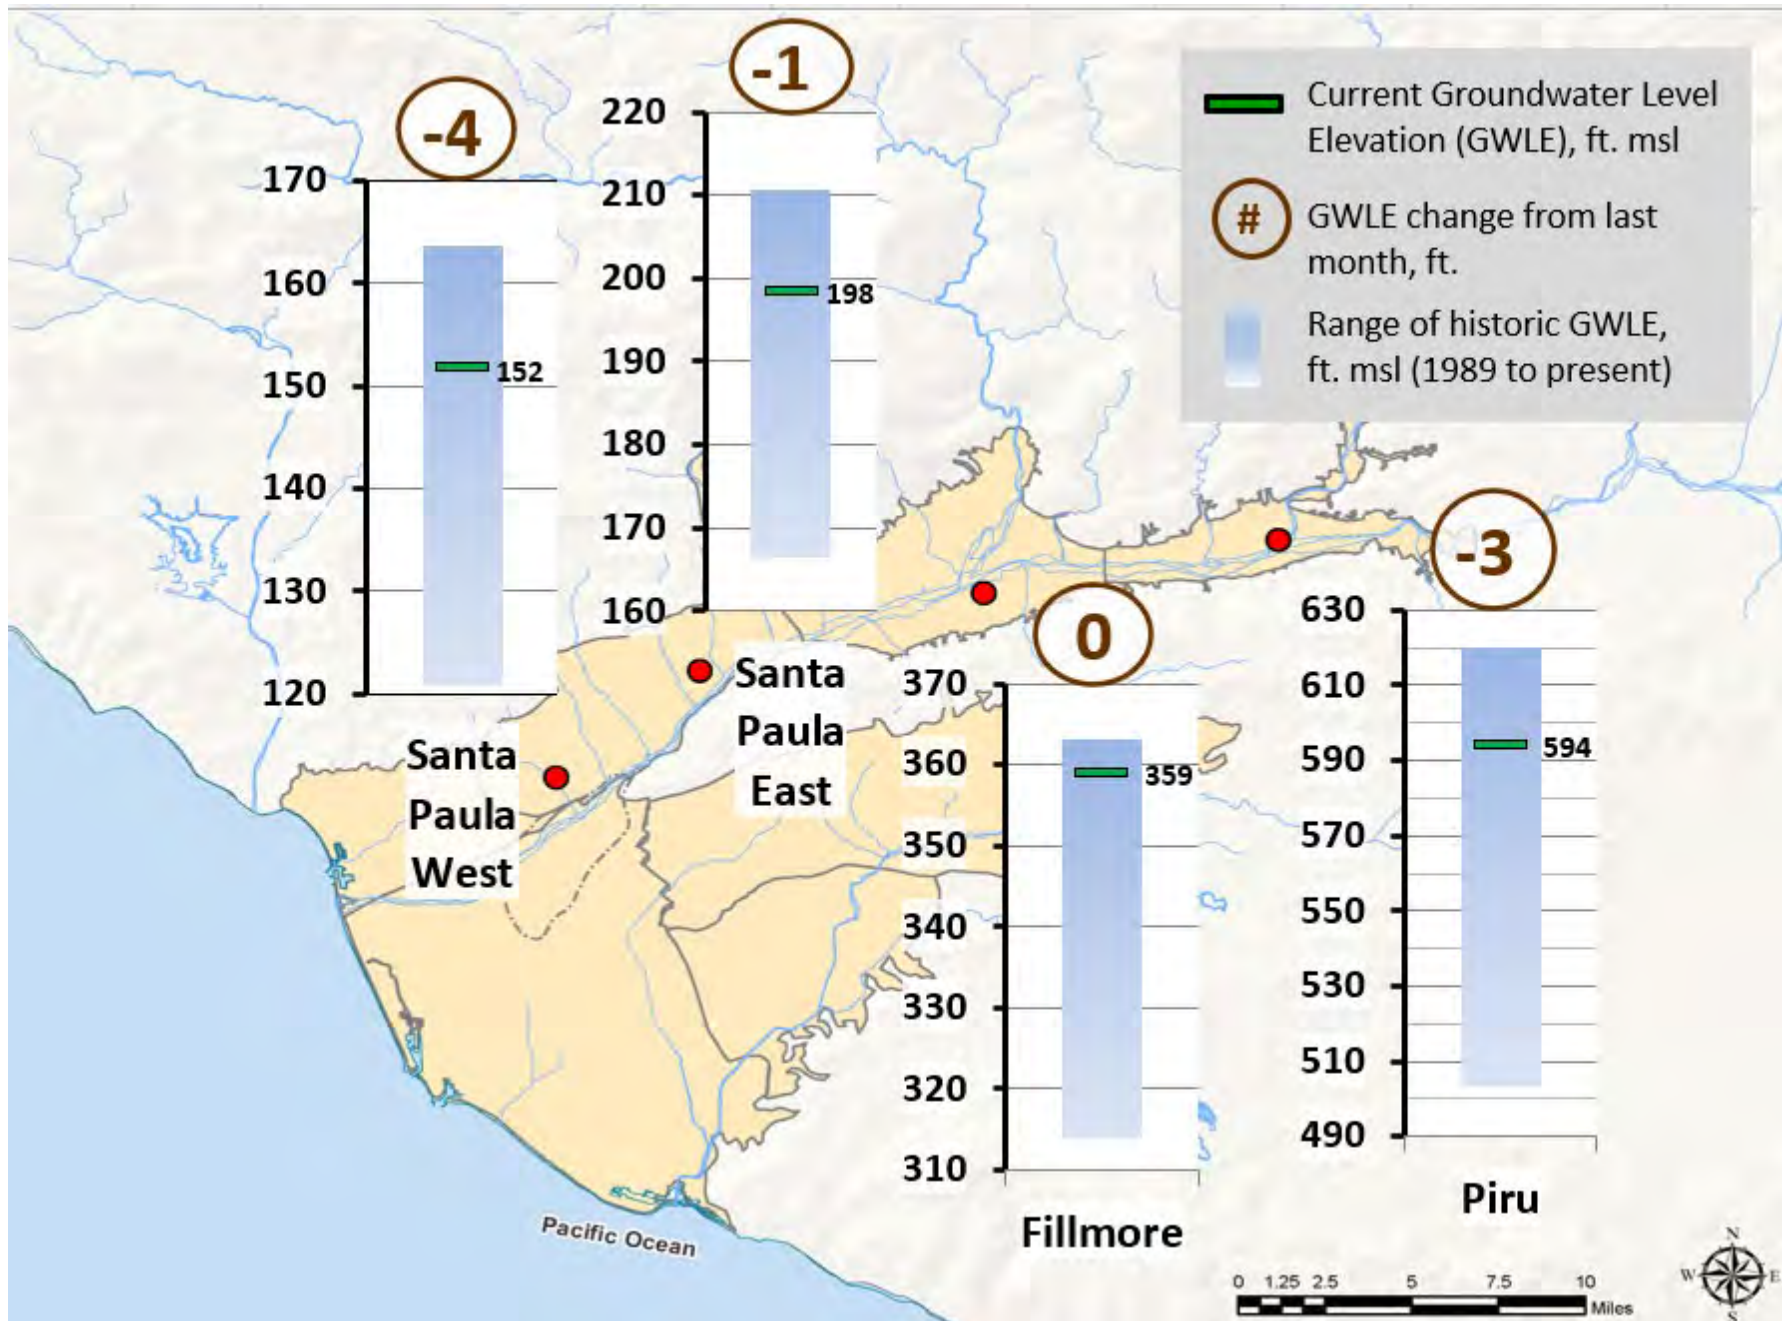 -4
170
160
150
140
130
120
152
Santa
Paula
West
-1
220
210
200
190
180
170
160
198
Santa
Paula
East
Current Groundwater Level
Elevation (GWLE), ft. msl
#
GWLE change from last
month, ft.
Range of historic GWLE,
ft. msl (1989 to present)
0
370
360
350
340
330
320
310
359
Fillmore
-3
630
610
590
570
550
530
510
490
594
Piru
Pacific Ocean
N
W
E
S
0 1.25 2.5 5 7.5 10
Miles